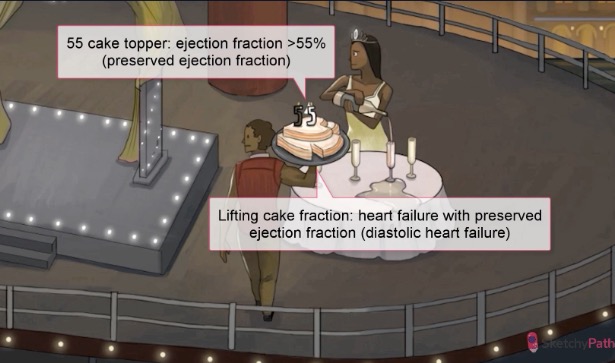 55 cake topper: ejection fraction >55%
(preserved ejection fraction)
55
Lifting cake fraction: heart failure with preserved
ejection fraction (diastolic heart failure)
SketchyPath